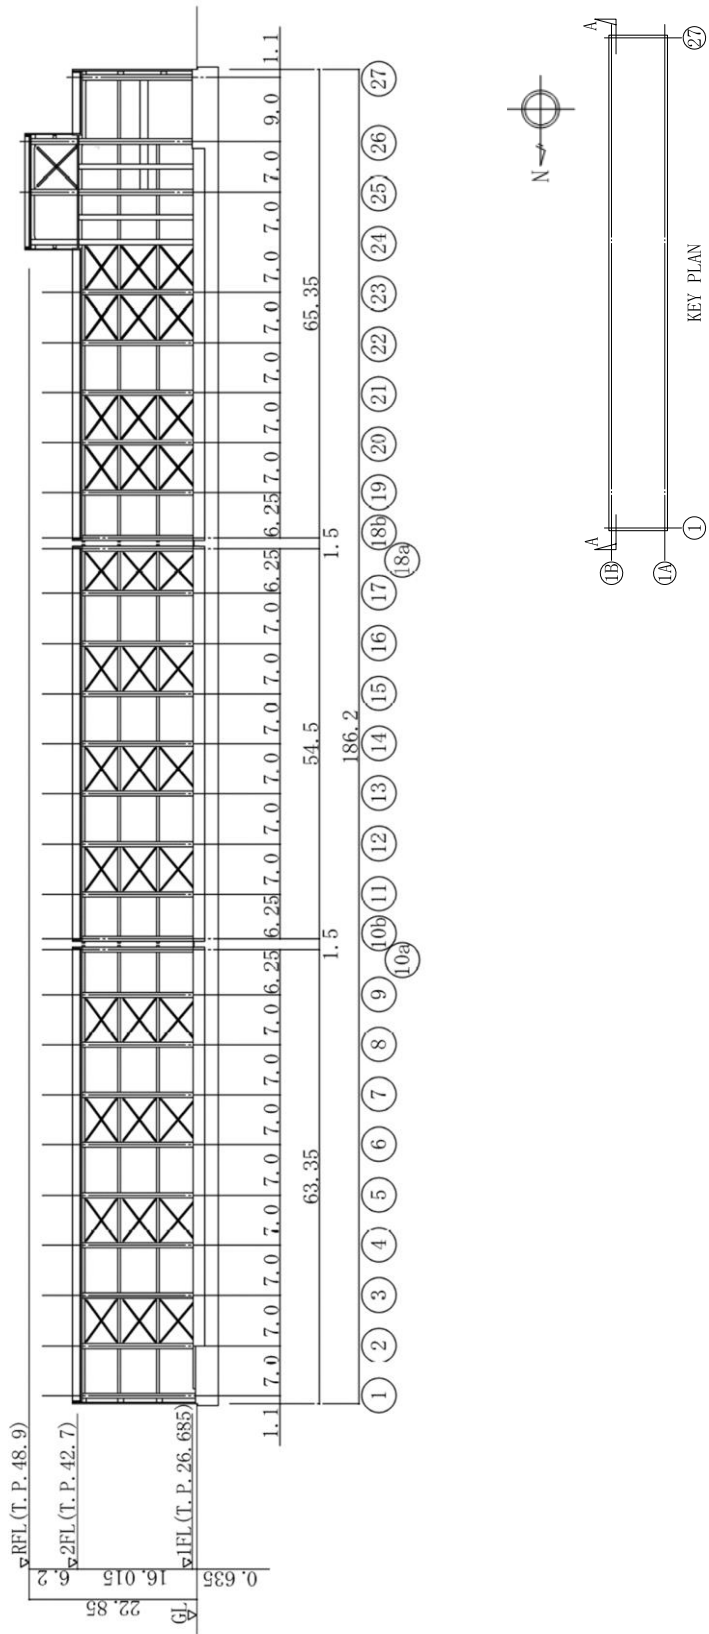 RFL(T.P.48.9)
2FL(T.P.42.7)
1FL(T.P.26.685)
GL
6.2
16.015
0.635
22.85
1.1 7.0 7.0 7.0 7.0 7.0 7.0 7.0 7.0 6.25 6.25 7.0 7.0 7.0 7.0 7.0 7.0 6.25 6.25 7.0 7.0 7.0 7.0 7.0 7.0 7.0 9.0 1.1
63.35 54.5 65.35
1.5 1.5
186.2
1 2 3 4 5 6 7 8 9 10b 11 12 13 14 15 16 17 18b 19 20 21 22 23 24 25 26 27
10a 18a
N
A A
1B
1A
1 27
KEY PLAN